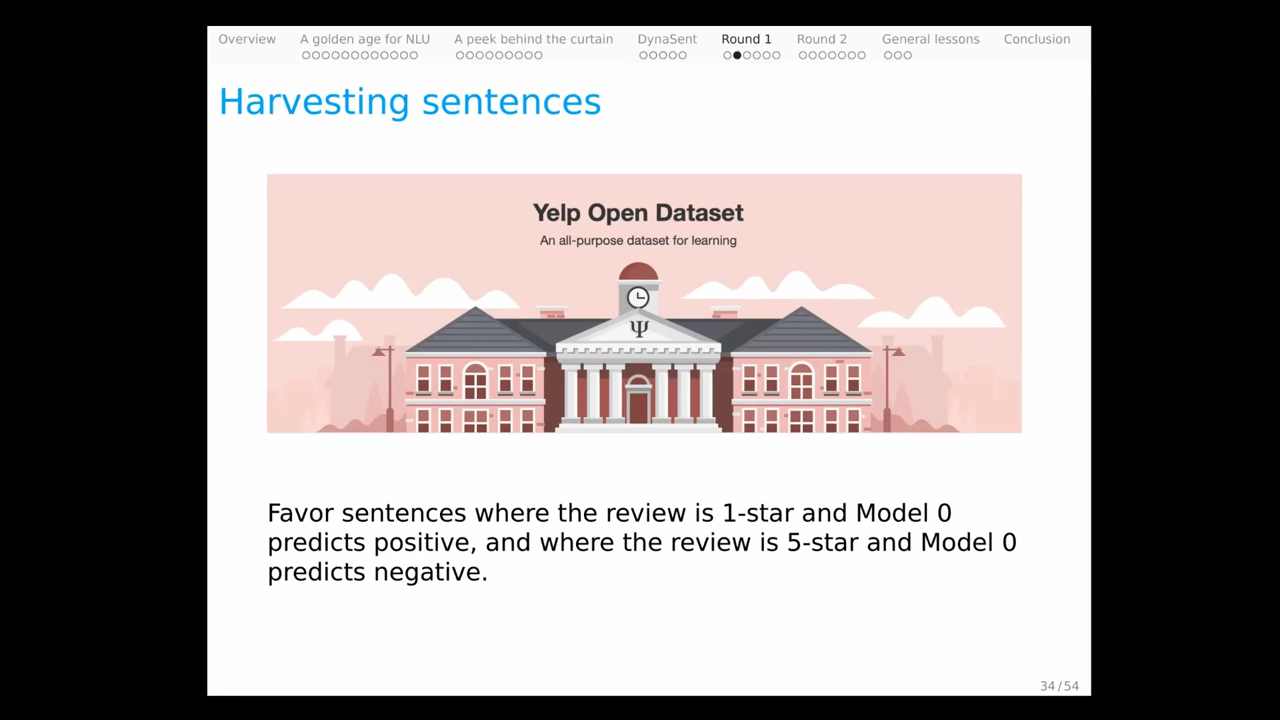 Overview A golden age for NLU A peek behind the curtain DynaSent Round 1 Round 2 General lessons Conclusion
Harvesting sentences
Yelp Open Dataset
An all-purpose dataset for learning
Ψ
Favor sentences where the review is 1-star and Model 0
predicts positive, and where the review is 5-star and Model 0
predicts negative.
34 / 54